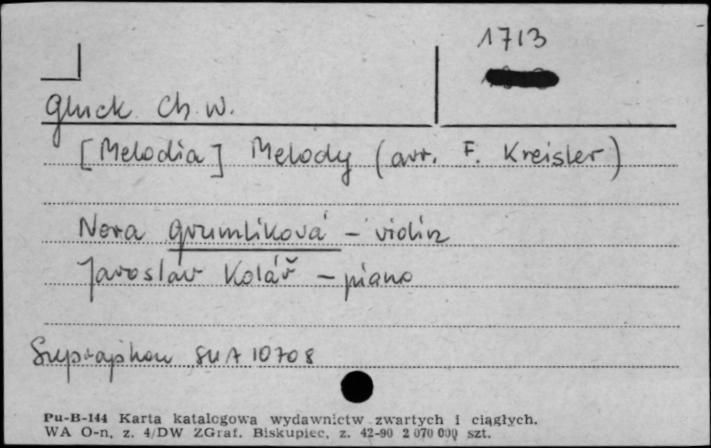 1713
Gluck Ch. W.
[Melodia] Melody (arr. F. Kreisler)
Nora Grumlíková – violin
Jaroslav Kolář – piano
Supraphon SUA 10708
Pu-B-144 Karta katalogowa wydawnictw zwartych i ciągłych.
WA O-n, z. 4/DW ZGraf. Biskupiec, z. 42-90 2 070 000 szt.